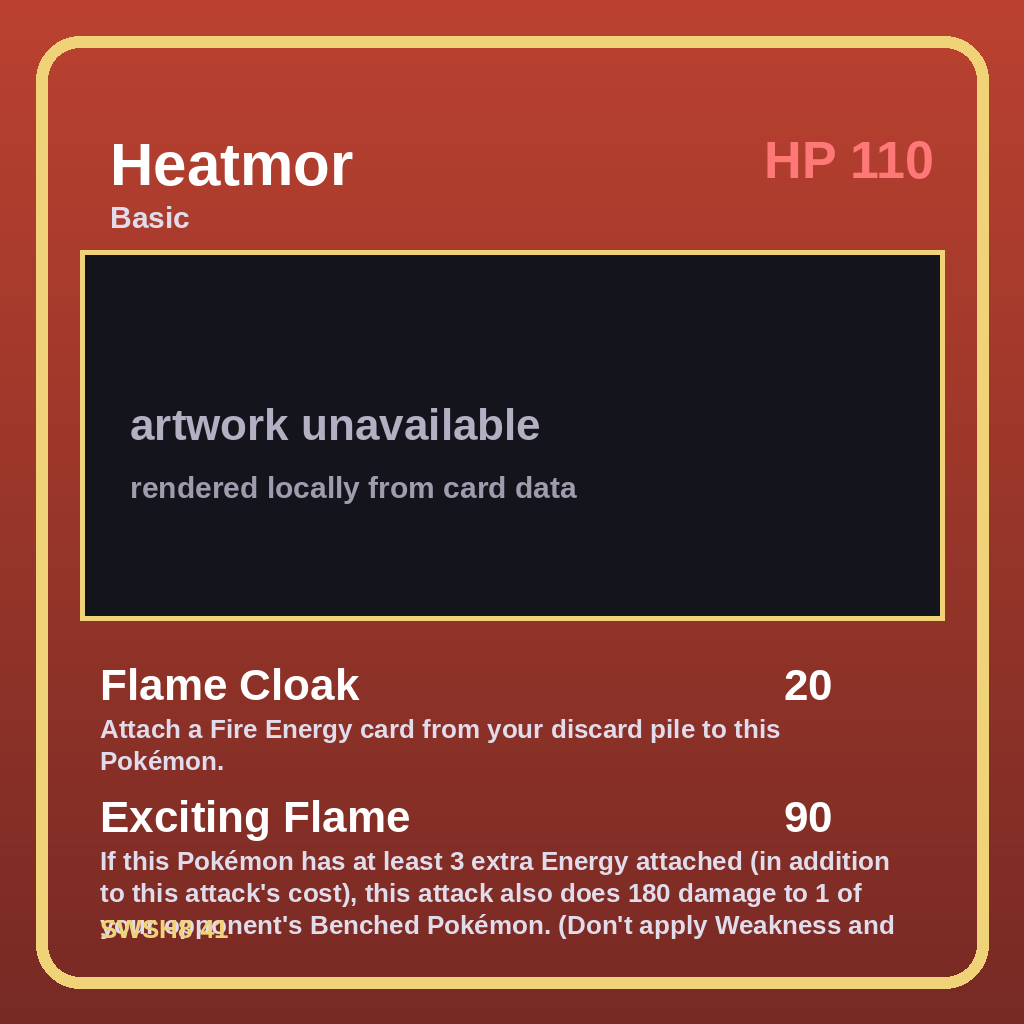 Heatmor
HP 110
Basic
artwork unavailable
rendered locally from card data
Flame Cloak 20
Attach a Fire Energy card from your discard pile to this
Pokémon.
Exciting Flame 90
If this Pokémon has at least 3 extra Energy attached (in addition
to this attack's cost), this attack also does 180 damage to 1 of
your opponent's Benched Pokémon. (Don't apply Weakness and
41